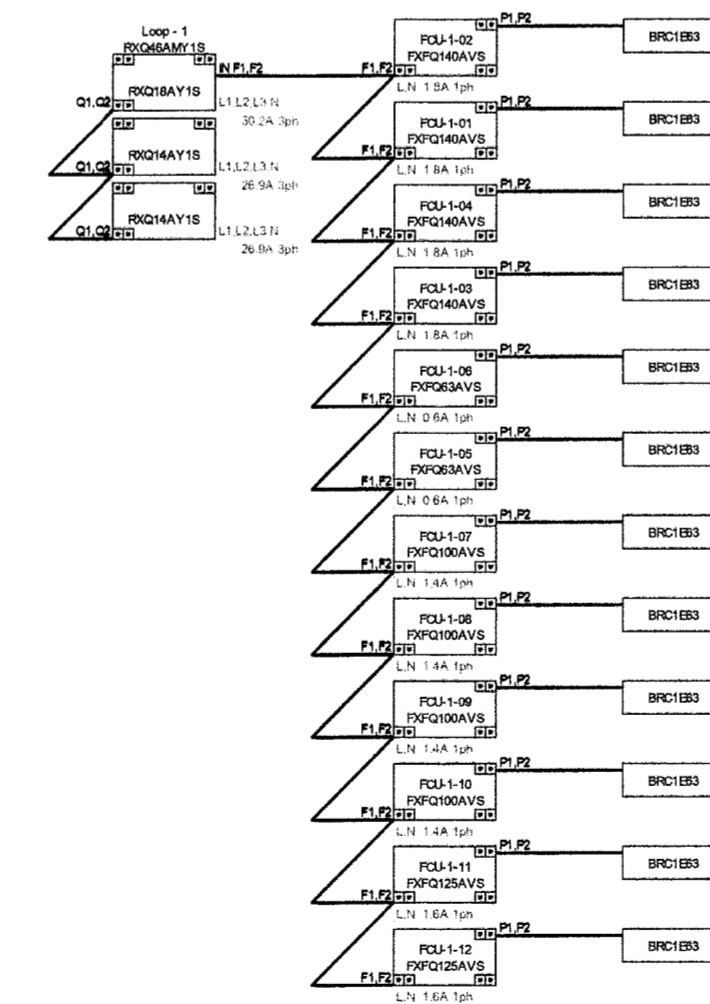 Loop - 1
RXQ46AMY1S
RXQ18AY1S
IN F1,F2
Q1,Q2
L1,L2,L3 N
30.2A 3ph
RXQ14AY1S
Q1,Q2
L1,L2,L3,N
26.9A 3ph
RXQ14AY1S
Q1,Q2
L1,L2,L3 N
26.9A 3ph
FCU-1-02
FXFQ140AVS
P1,P2
BRC1E63
F1,F2
L,N 1.8A 1ph
FCU-1-01
FXFQ140AVS
P1,P2
BRC1E63
F1,F2
L,N 1.8A 1ph
FCU-1-04
FXFQ140AVS
P1,P2
BRC1E63
F1,F2
L,N 1.8A 1ph
FCU-1-03
FXFQ140AVS
P1,P2
BRC1E63
F1,F2
L,N 1.8A 1ph
FCU-1-06
FXFQ63AVS
P1,P2
BRC1E63
F1,F2
L,N 0.6A 1ph
FCU-1-05
FXFQ63AVS
P1,P2
BRC1E63
F1,F2
L,N 0.6A 1ph
FCU-1-07
FXFQ100AVS
P1,P2
BRC1E63
F1,F2
L,N 1.4A 1ph
FCU-1-08
FXFQ100AVS
P1,P2
BRC1E63
F1,F2
L,N 1.4A 1ph
FCU-1-09
FXFQ100AVS
P1,P2
BRC1E63
F1,F2
L,N 1.4A 1ph
FCU-1-10
FXFQ100AVS
P1,P2
BRC1E63
F1,F2
L,N 1.4A 1ph
FCU-1-11
FXFQ125AVS
P1,P2
BRC1E63
F1,F2
L,N 1.6A 1ph
FCU-1-12
FXFQ125AVS
P1,P2
BRC1E63
F1,F2
L,N 1.6A 1ph